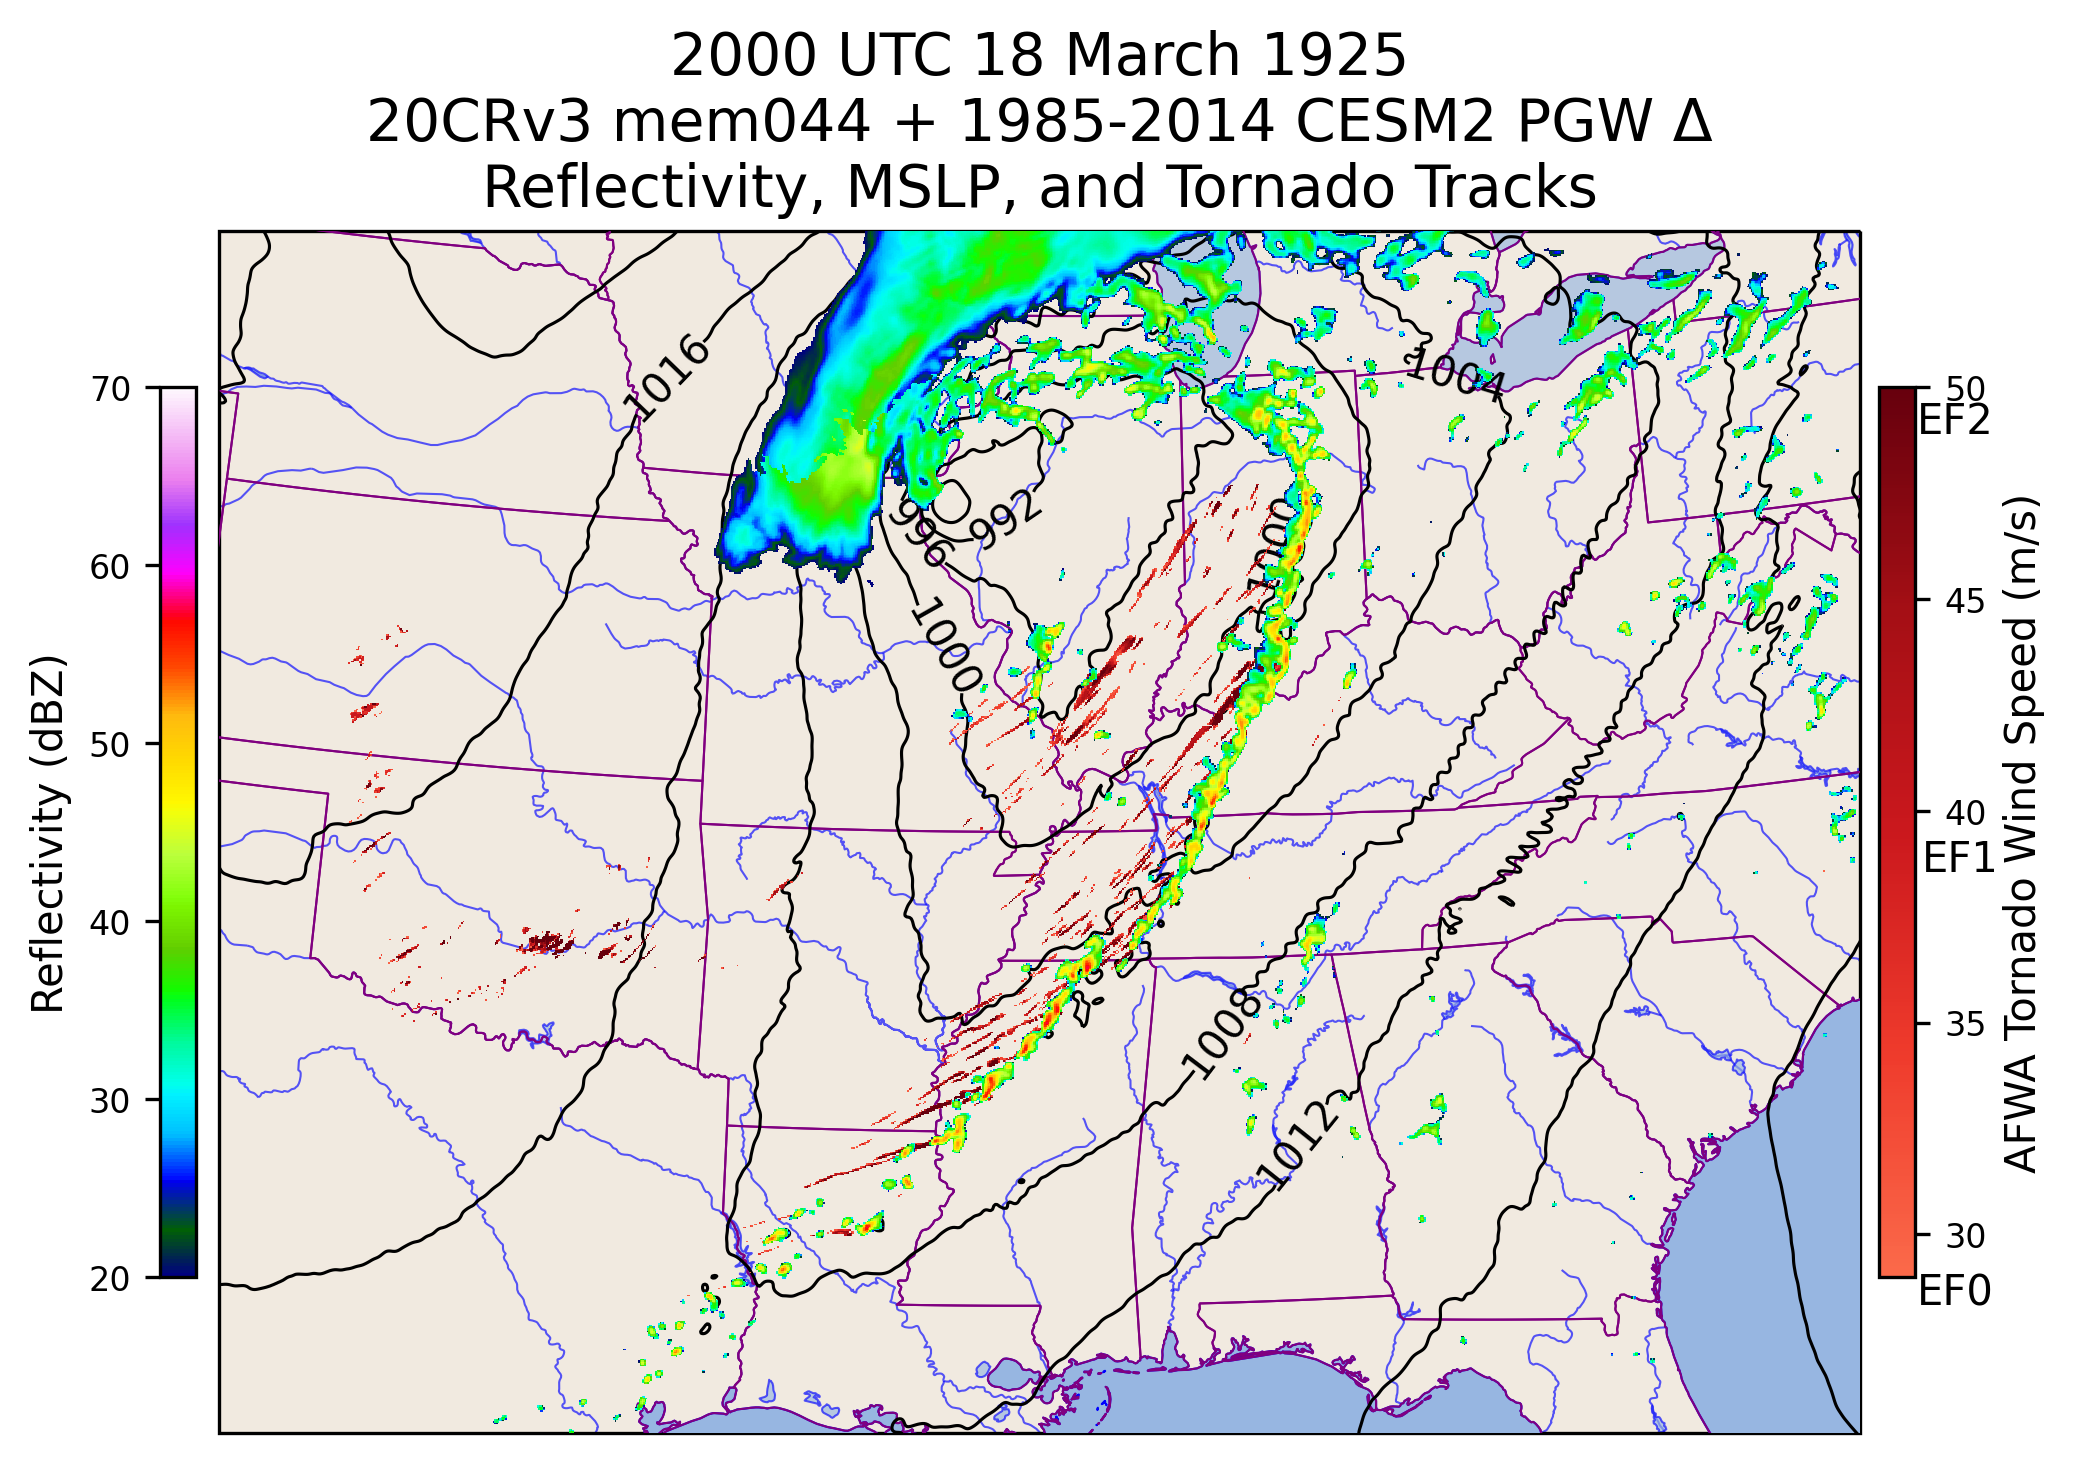 2000 UTC 18 March 1925
20CRv3 mem044 + 1985-2014 CESM2 PGW Δ
Reflectivity, MSLP, and Tornado Tracks
70
60
50
40
30
20
Reflectivity (dBZ)
1016
1004
996
992
1000
1000
1008
1012
50
EF2
45
40
EF1
35
30
EF0
AFWA Tornado Wind Speed (m/s)